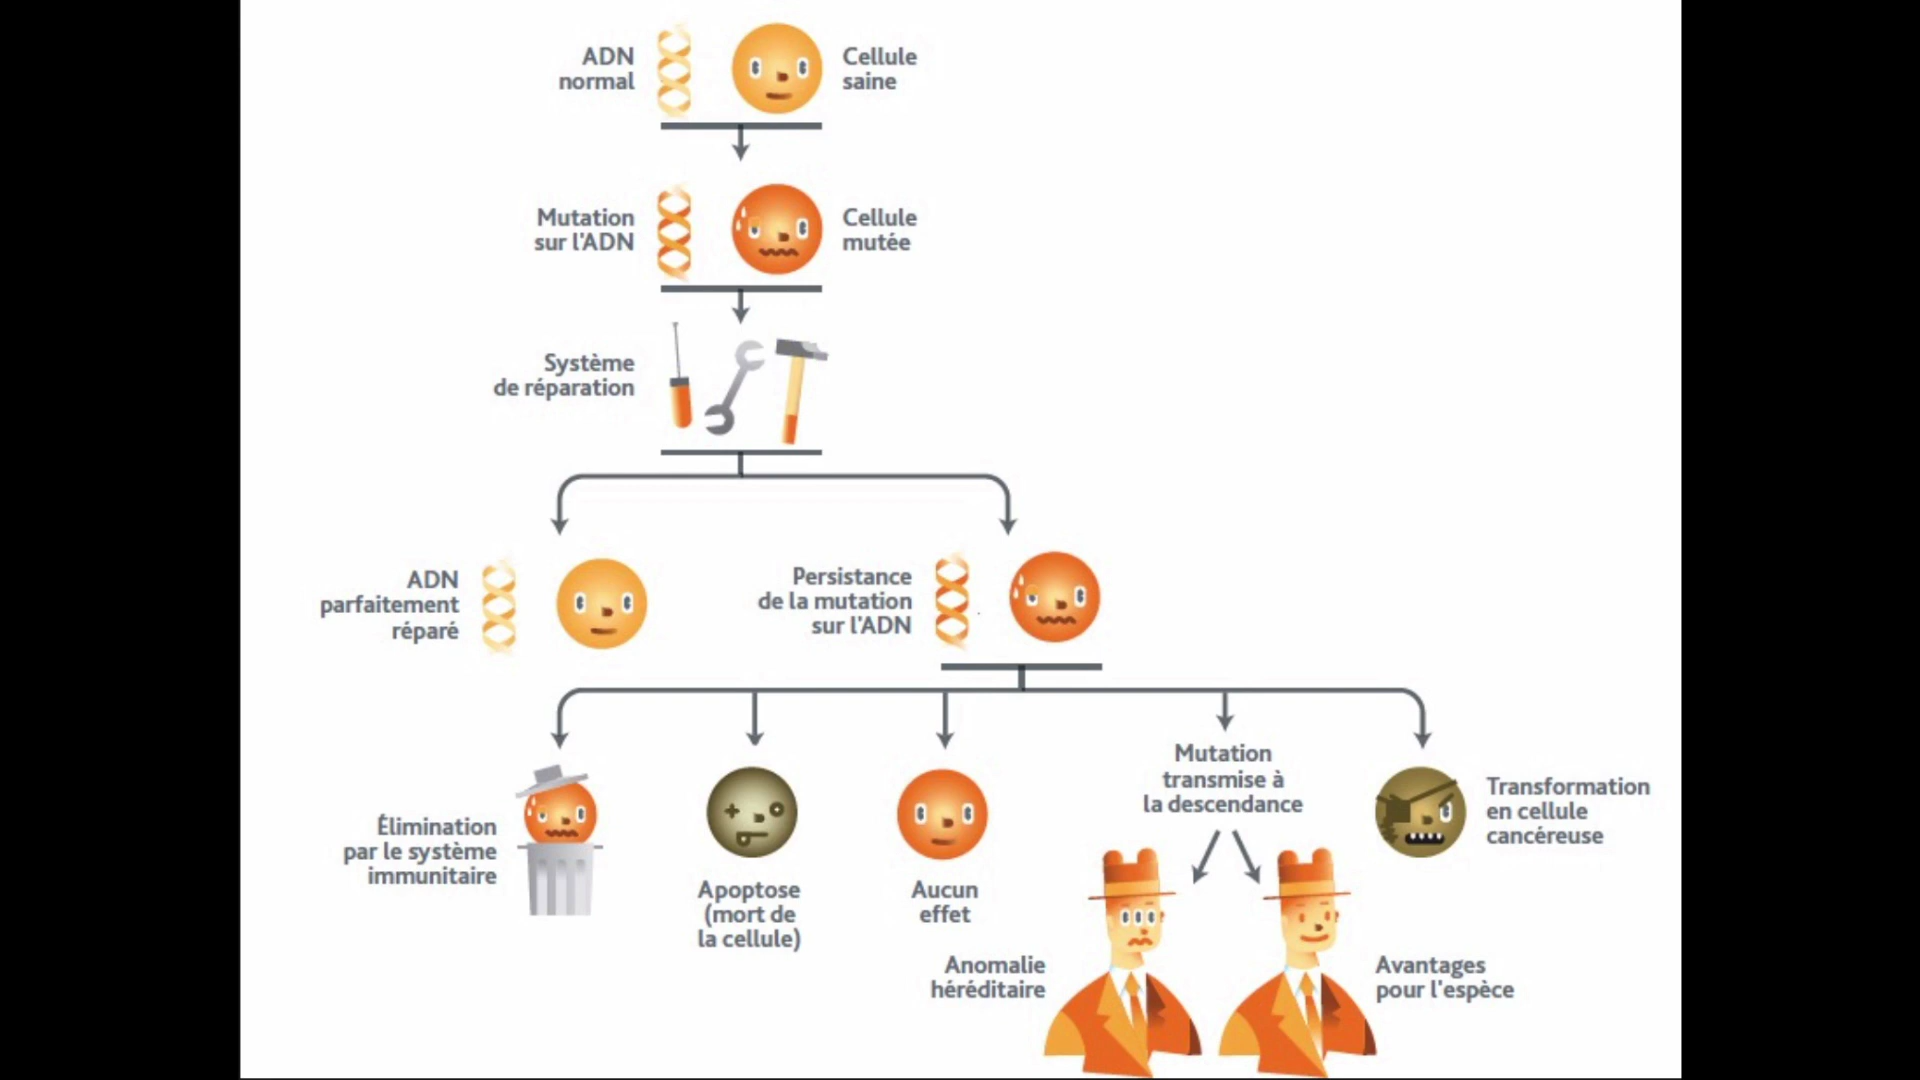 ADN
normal
Cellule
saine
Mutation
sur l'ADN
Cellule
mutée
Système
de réparation
ADN
parfaitement
réparé
Persistance
de la mutation
sur l'ADN
Élimination
par le système
immunitaire
Apoptose
(mort de
la cellule)
Aucun
effet
Mutation
transmise à
la descendance
Anomalie
héréditaire
Avantages
pour l'espèce
Transformation
en cellule
cancéreuse